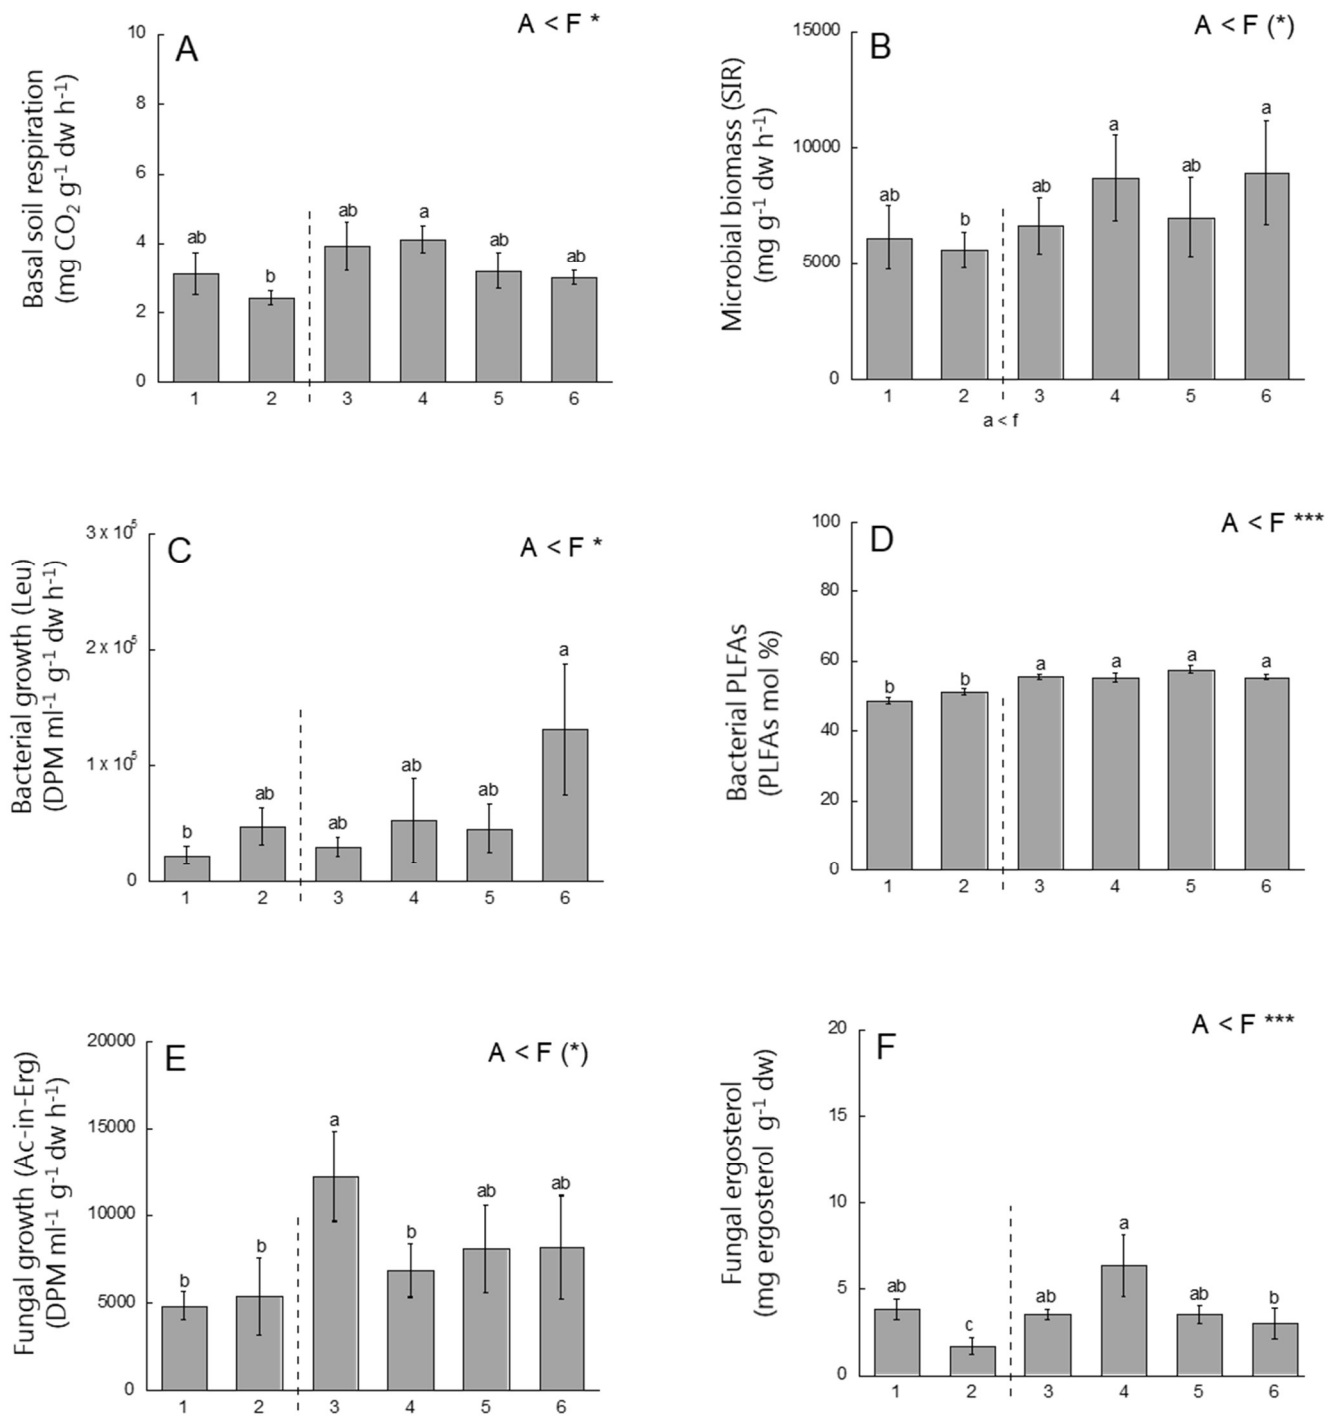 A
A < F *
Basal soil respiration
(mg CO₂ g⁻¹ dw h⁻¹)
10
8
6
4
2
0
ab
b
ab
a
ab
ab
1 2 3 4 5 6
B
A < F (*)
Microbial biomass (SIR)
(mg g⁻¹ dw h⁻¹)
15000
10000
5000
0
ab
b
ab
a
ab
a
1 2 3 4 5 6
a < f
C
A < F *
Bacterial growth (Leu)
(DPM ml⁻¹ g⁻¹ dw h⁻¹)
3 x 10⁵
2 x 10⁵
1 x 10⁵
0
b
ab
ab
ab
ab
a
1 2 3 4 5 6
D
A < F ***
Bacterial PLFAs
(PLFAs mol %)
100
80
60
40
20
0
b
b
a
a
a
a
1 2 3 4 5 6
E
A < F (*)
Fungal growth (Ac-in-Erg)
(DPM ml⁻¹ g⁻¹ dw h⁻¹)
20000
15000
10000
5000
0
b
b
a
b
ab
ab
1 2 3 4 5 6
F
A < F ***
Fungal ergosterol
(mg ergosterol g⁻¹ dw)
20
15
10
5
0
ab
c
ab
a
ab
b
1 2 3 4 5 6